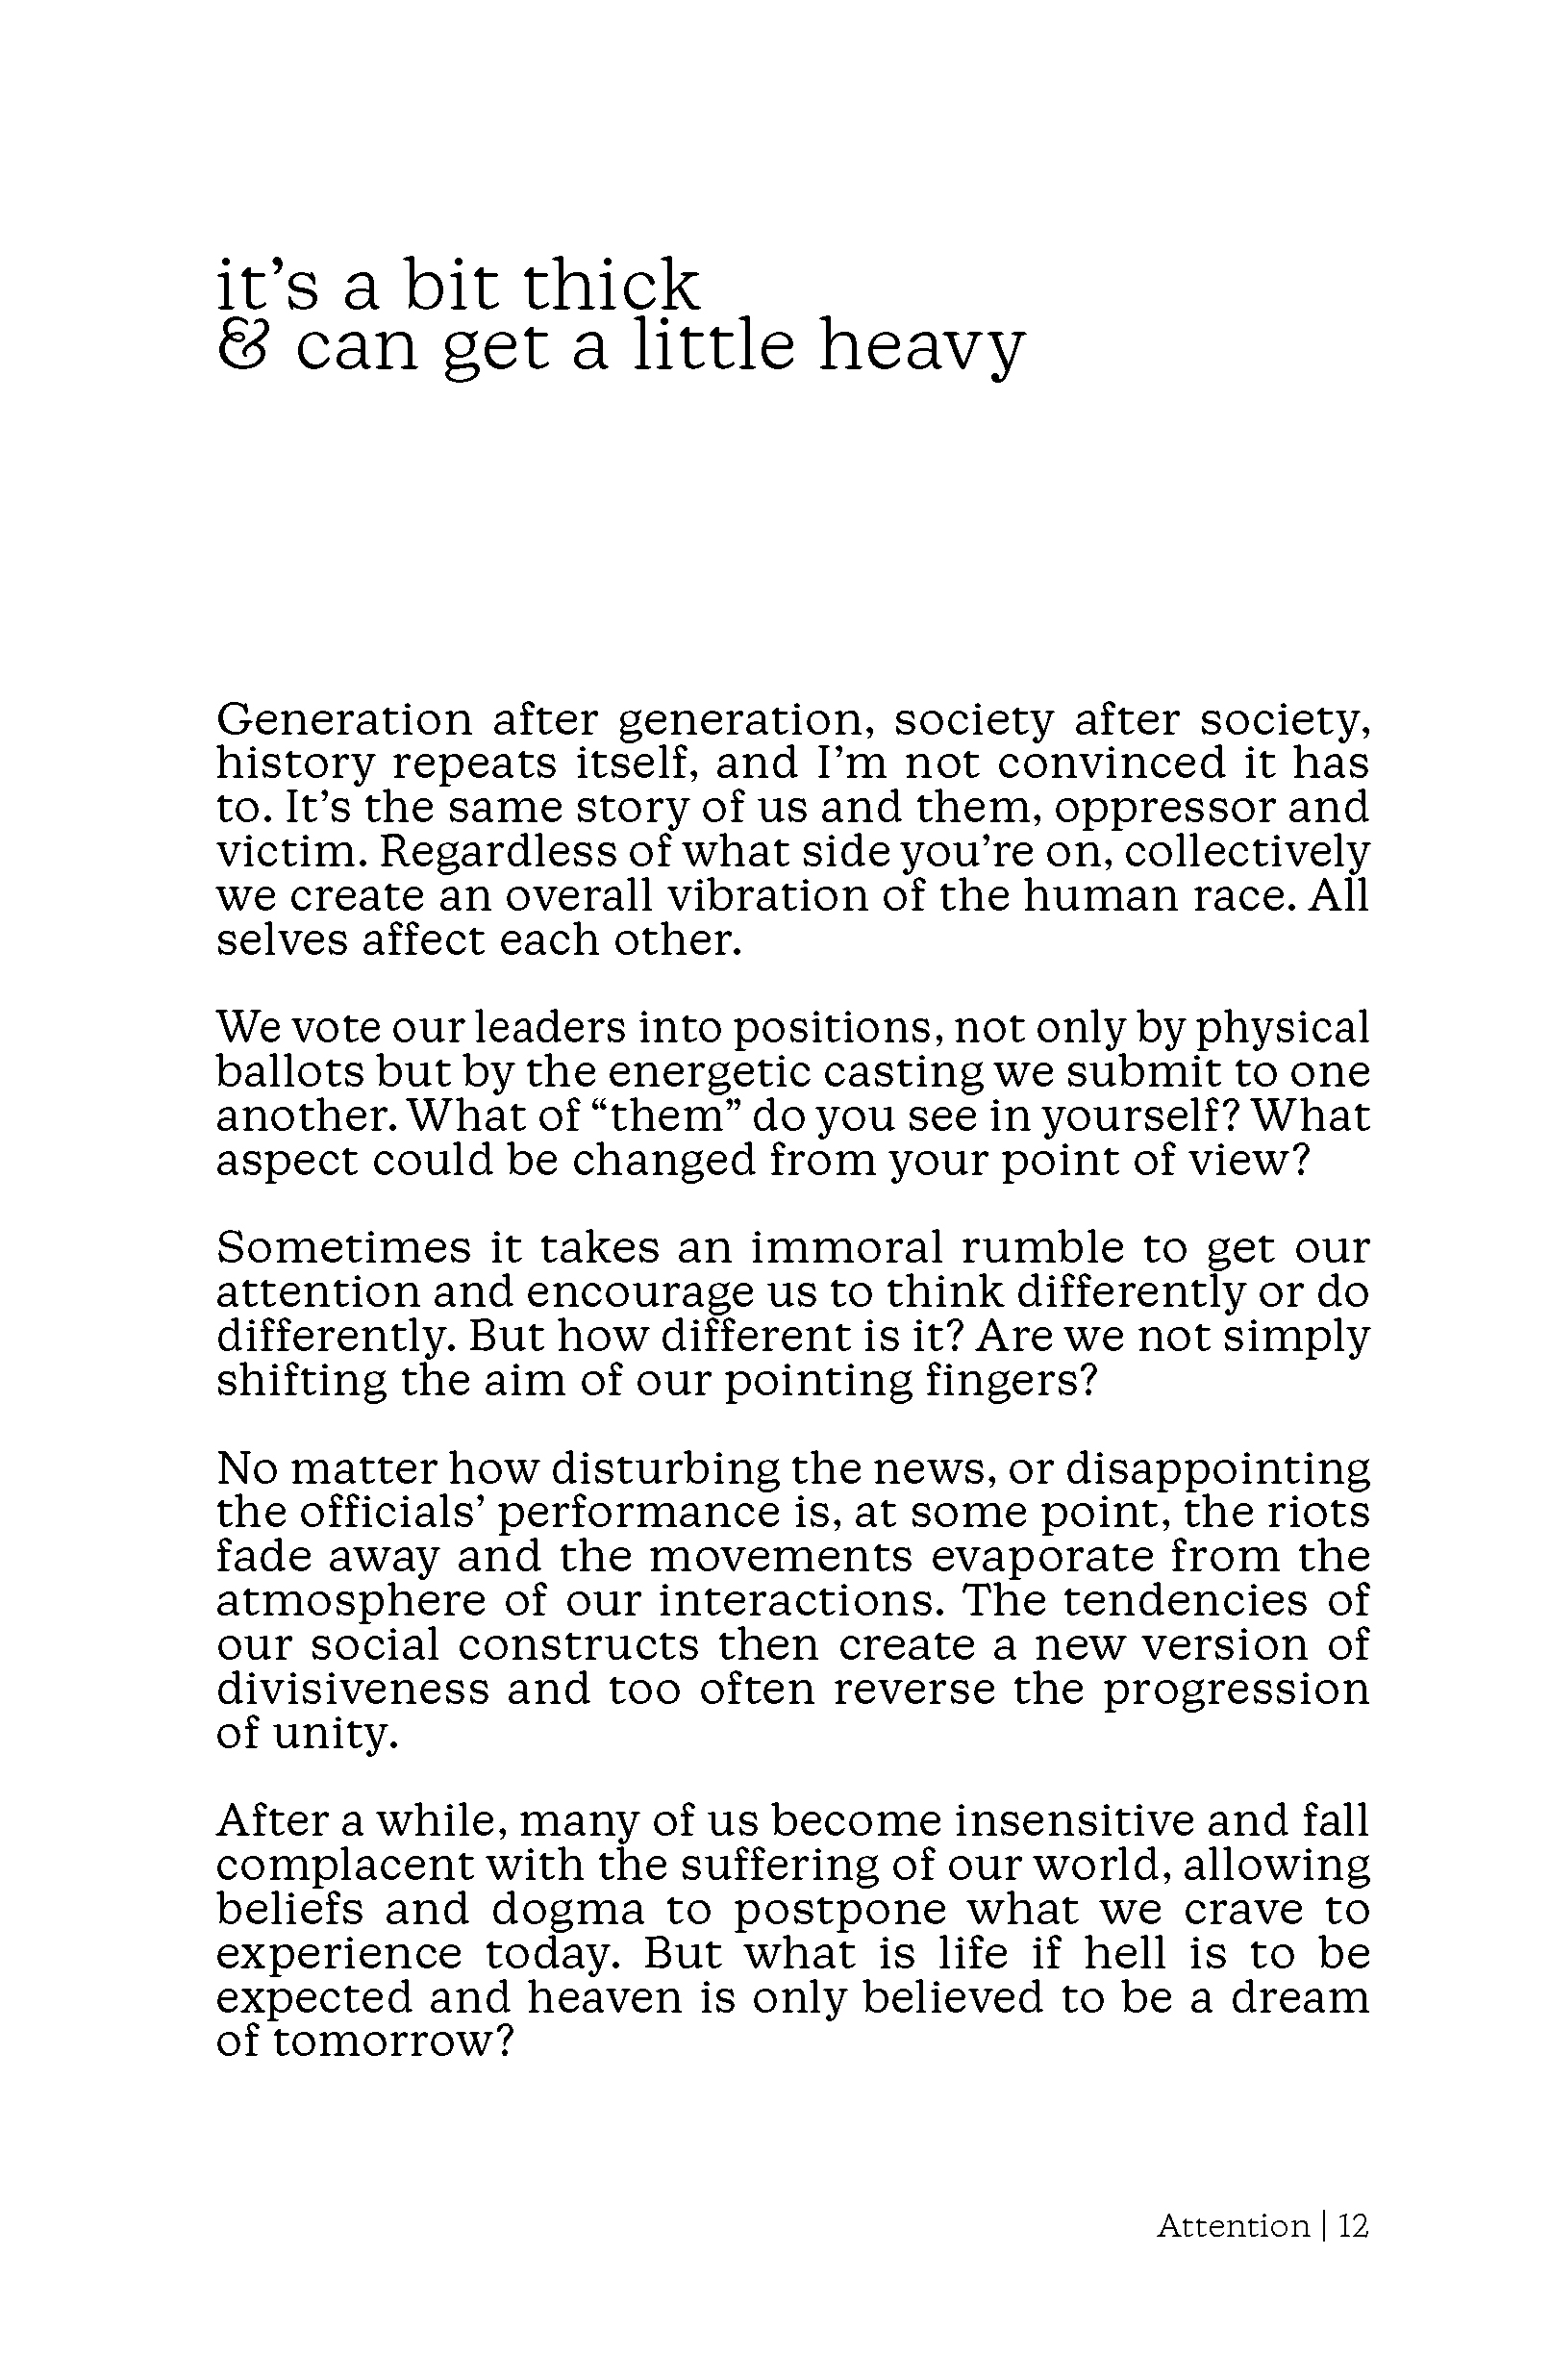 it’s a bit thick
& can get a little heavy
Generation after generation, society after society,
history repeats itself, and I’m not convinced it has
to. It’s the same story of us and them, oppressor and
victim. Regardless of what side you’re on, collectively
we create an overall vibration of the human race. All
selves affect each other.
We vote our leaders into positions, not only by physical
ballots but by the energetic casting we submit to one
another. What of “them” do you see in yourself? What
aspect could be changed from your point of view?
Sometimes it takes an immoral rumble to get our
attention and encourage us to think differently or do
differently. But how different is it? Are we not simply
shifting the aim of our pointing fingers?
No matter how disturbing the news, or disappointing
the officials’ performance is, at some point, the riots
fade away and the movements evaporate from the
atmosphere of our interactions. The tendencies of
our social constructs then create a new version of
divisiveness and too often reverse the progression
of unity.
After a while, many of us become insensitive and fall
complacent with the suffering of our world, allowing
beliefs and dogma to postpone what we crave to
experience today. But what is life if hell is to be
expected and heaven is only believed to be a dream
of tomorrow?
Attention | 12